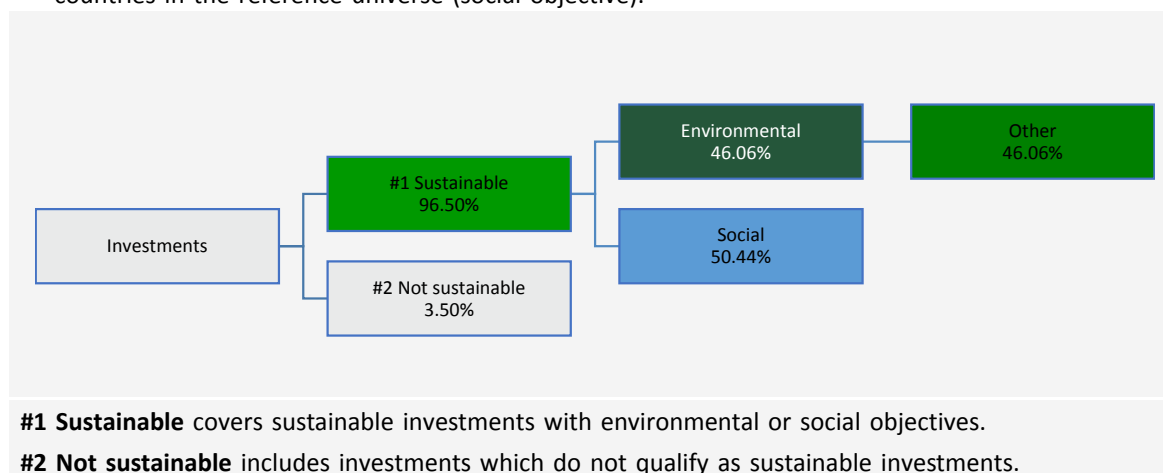 countries in the reference universe (social objective).
Environmental
46.06%
Other
46.06%
#1 Sustainable
96.50%
Investments
Social
50.44%
#2 Not sustainable
3.50%
#1 Sustainable covers sustainable investments with environmental or social objectives.
#2 Not sustainable includes investments which do not qualify as sustainable investments.